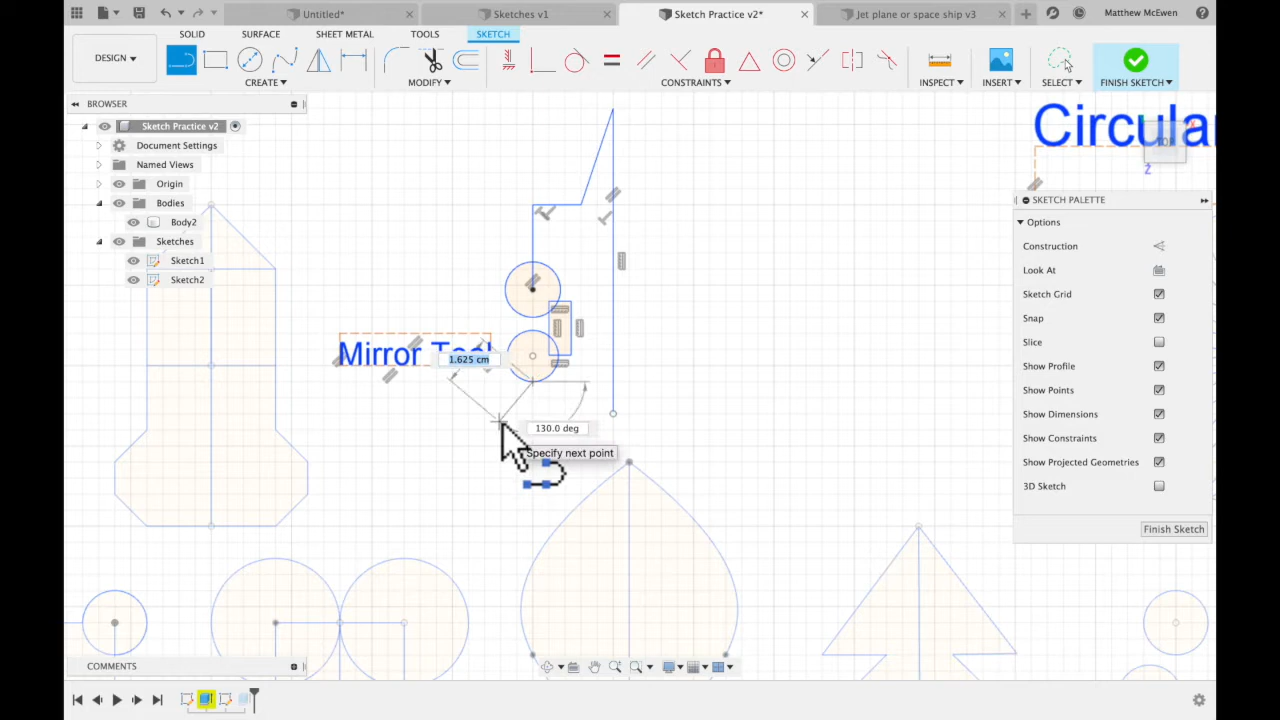 Untitled*
Sketches v1
Sketch Practice v2*
Jet plane or space ship v3
Matthew McEwen
SOLID
SURFACE
SHEET METAL
TOOLS
SKETCH
DESIGN
CREATE
MODIFY
CONSTRAINTS
INSPECT
INSERT
SELECT
FINISH SKETCH
BROWSER
Sketch Practice v2
Document Settings
Named Views
Origin
Bodies
Body2
Sketches
Sketch1
Sketch2
Circular
TOP
Z
SKETCH PALETTE
Options
Construction
Look At
Sketch Grid
Snap
Slice
Show Profile
Show Points
Show Dimensions
Show Constraints
Show Projected Geometries
3D Sketch
Finish Sketch
Mirror Tool
1.625 cm
130.0 deg
Specify next point
COMMENTS